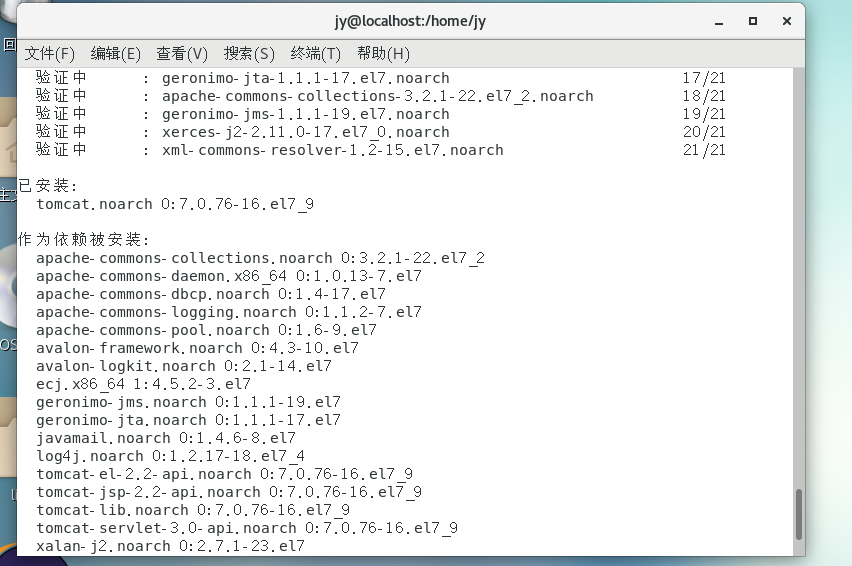 jy@localhost:/home/jy
文件(F) 编辑(E) 查看(V) 搜索(S) 终端(T) 帮助(H)
验证中 : geronimo-jta-1.1.1-17.el7.noarch 17/21
验证中 : apache-commons-collections-3.2.1-22.el7_2.noarch 18/21
验证中 : geronimo-jms-1.1.1-19.el7.noarch 19/21
验证中 : xerces-j2-2.11.0-17.el7_0.noarch 20/21
验证中 : xml-commons-resolver-1.2-15.el7.noarch 21/21
已安装:
tomcat.noarch 0:7.0.76-16.el7_9
作为依赖被安装:
apache-commons-collections.noarch 0:3.2.1-22.el7_2
apache-commons-daemon.x86_64 0:1.0.13-7.el7
apache-commons-dbcp.noarch 0:1.4-17.el7
apache-commons-logging.noarch 0:1.1.2-7.el7
apache-commons-pool.noarch 0:1.6-9.el7
avalon-framework.noarch 0:4.3-10.el7
avalon-logkit.noarch 0:2.1-14.el7
ecj.x86_64 1:4.5.2-3.el7
geronimo-jms.noarch 0:1.1.1-19.el7
geronimo-jta.noarch 0:1.1.1-17.el7
javamail.noarch 0:1.4.6-8.el7
log4j.noarch 0:1.2.17-18.el7_4
tomcat-el-2.2-api.noarch 0:7.0.76-16.el7_9
tomcat-jsp-2.2-api.noarch 0:7.0.76-16.el7_9
tomcat-lib.noarch 0:7.0.76-16.el7_9
tomcat-servlet-3.0-api.noarch 0:7.0.76-16.el7_9
xalan-j2.noarch 0:2.7.1-23.el7